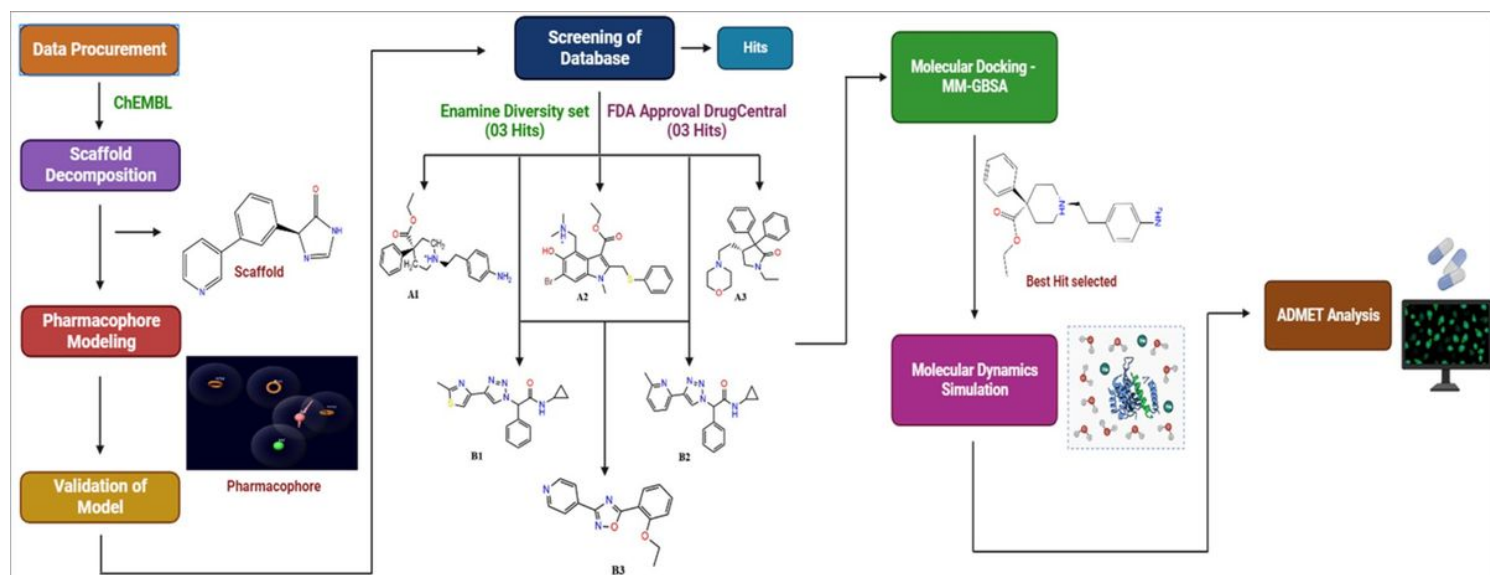 Data Procurement
ChEMBL
Scaffold
Decomposition
Scaffold
Pharmacophore
Modeling
Pharmacophore
Validation of
Model
Screening of
Database
Hits
Enamine Diversity set
(03 Hits)
FDA Approval DrugCentral
(03 Hits)
A1
A2
A3
B1
B2
B3
Molecular Docking -
MM-GBSA
Best Hit selected
Molecular Dynamics
Simulation
ADMET Analysis